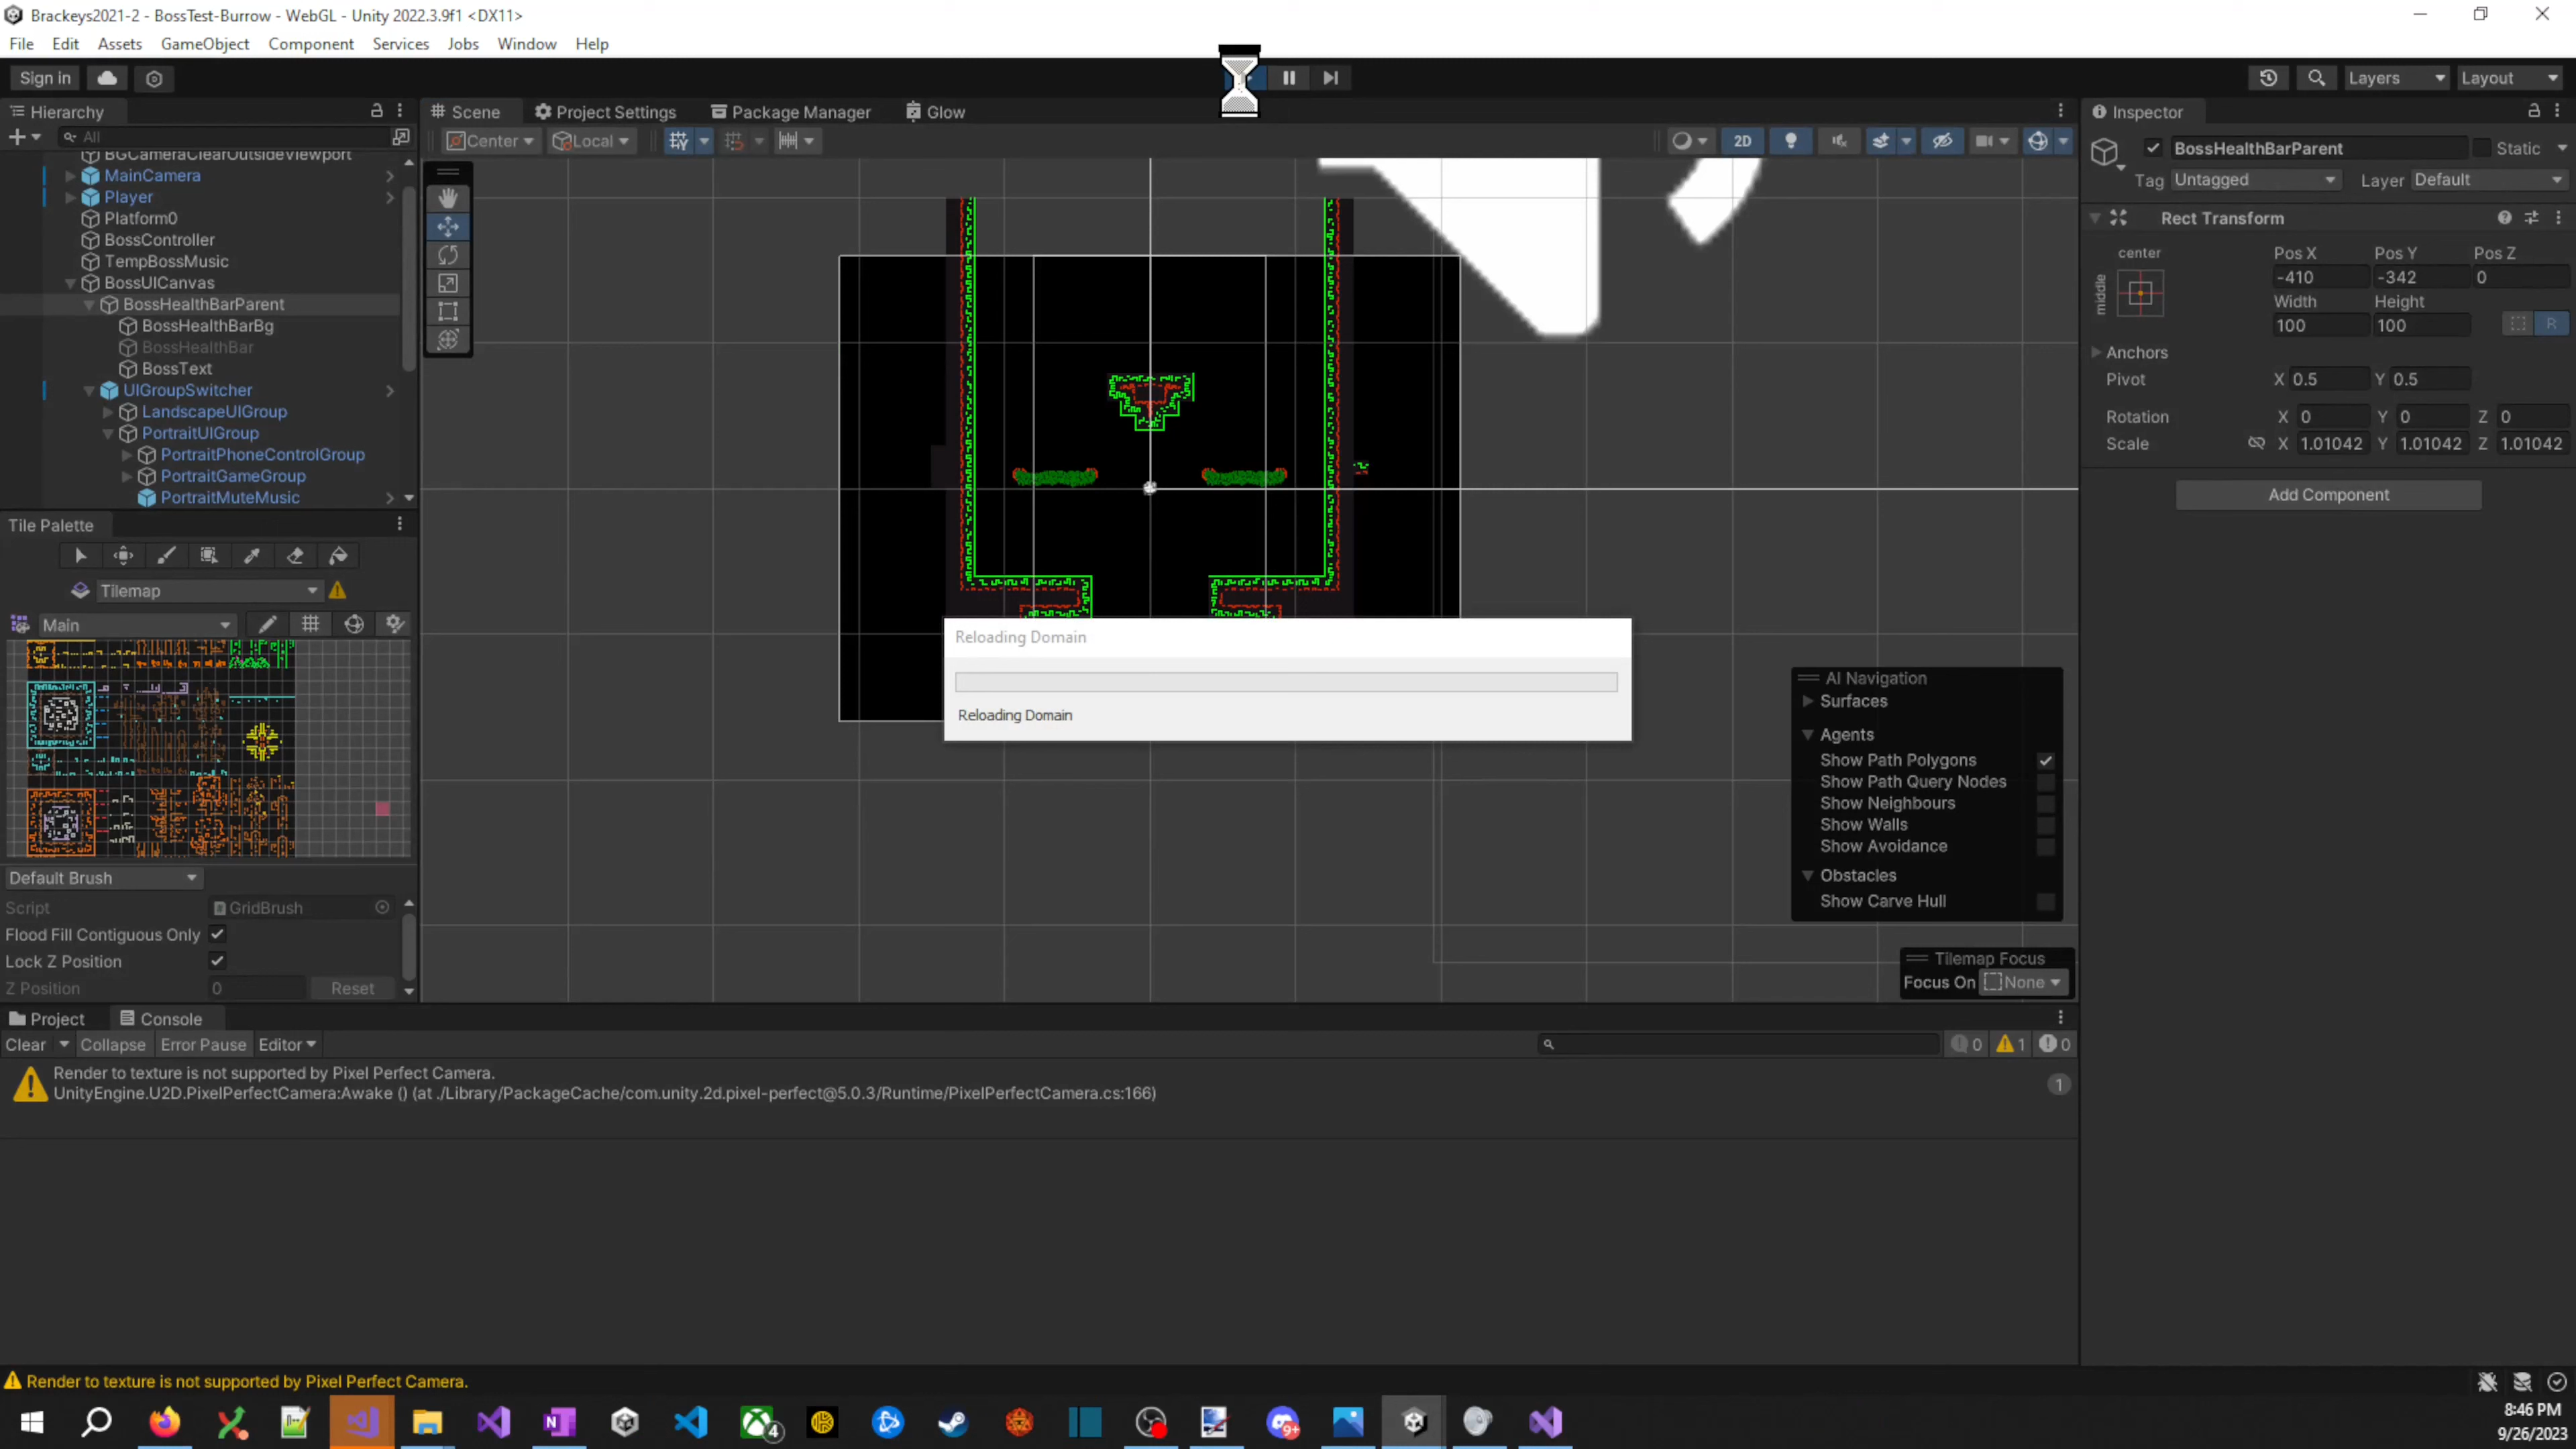 Brackeys2021-2 - BossTest-Burrow - WebGL - Unity 2022.3.9f1 <DX11>
File Edit Assets GameObject Component Services Jobs Window Help
Sign in
Layers
Layout
Hierarchy
All
BGCameraClearOutsideViewport
MainCamera
Player
Platform0
BossController
TempBossMusic
BossUICanvas
BossHealthBarParent
BossHealthBarBg
BossHealthBar
BossText
UIGroupSwitcher
LandscapeUIGroup
PortraitUIGroup
PortraitPhoneControlGroup
PortraitGameGroup
PortraitMuteMusic
Tile Palette
Tilemap
Main
Default Brush
Script
GridBrush
Flood Fill Contiguous Only
Lock Z Position
Z Position 0 Reset
Scene Project Settings Package Manager Glow
Center Local
2D
Reloading Domain
Reloading Domain
AI Navigation
Surfaces
Agents
Show Path Polygons
Show Path Query Nodes
Show Neighbours
Show Walls
Show Avoidance
Obstacles
Show Carve Hull
Tilemap Focus
Focus On None
Inspector
BossHealthBarParent
Static
Tag Untagged Layer Default
Rect Transform
center
middle
Pos X Pos Y Pos Z
-410 -342 0
Width Height
100 100
R
Anchors
Pivot X 0.5 Y 0.5
Rotation X 0 Y 0 Z 0
Scale X 1.01042 Y 1.01042 Z 1.01042
Add Component
Project Console
Clear Collapse Error Pause Editor
0 1 0
Render to texture is not supported by Pixel Perfect Camera.
UnityEngine.U2D.PixelPerfectCamera:Awake () (at ./Library/PackageCache/com.unity.2d.pixel-perfect@5.0.3/Runtime/PixelPerfectCamera.cs:166)
1
Render to texture is not supported by Pixel Perfect Camera.
4
9+
8:46 PM
9/26/2023